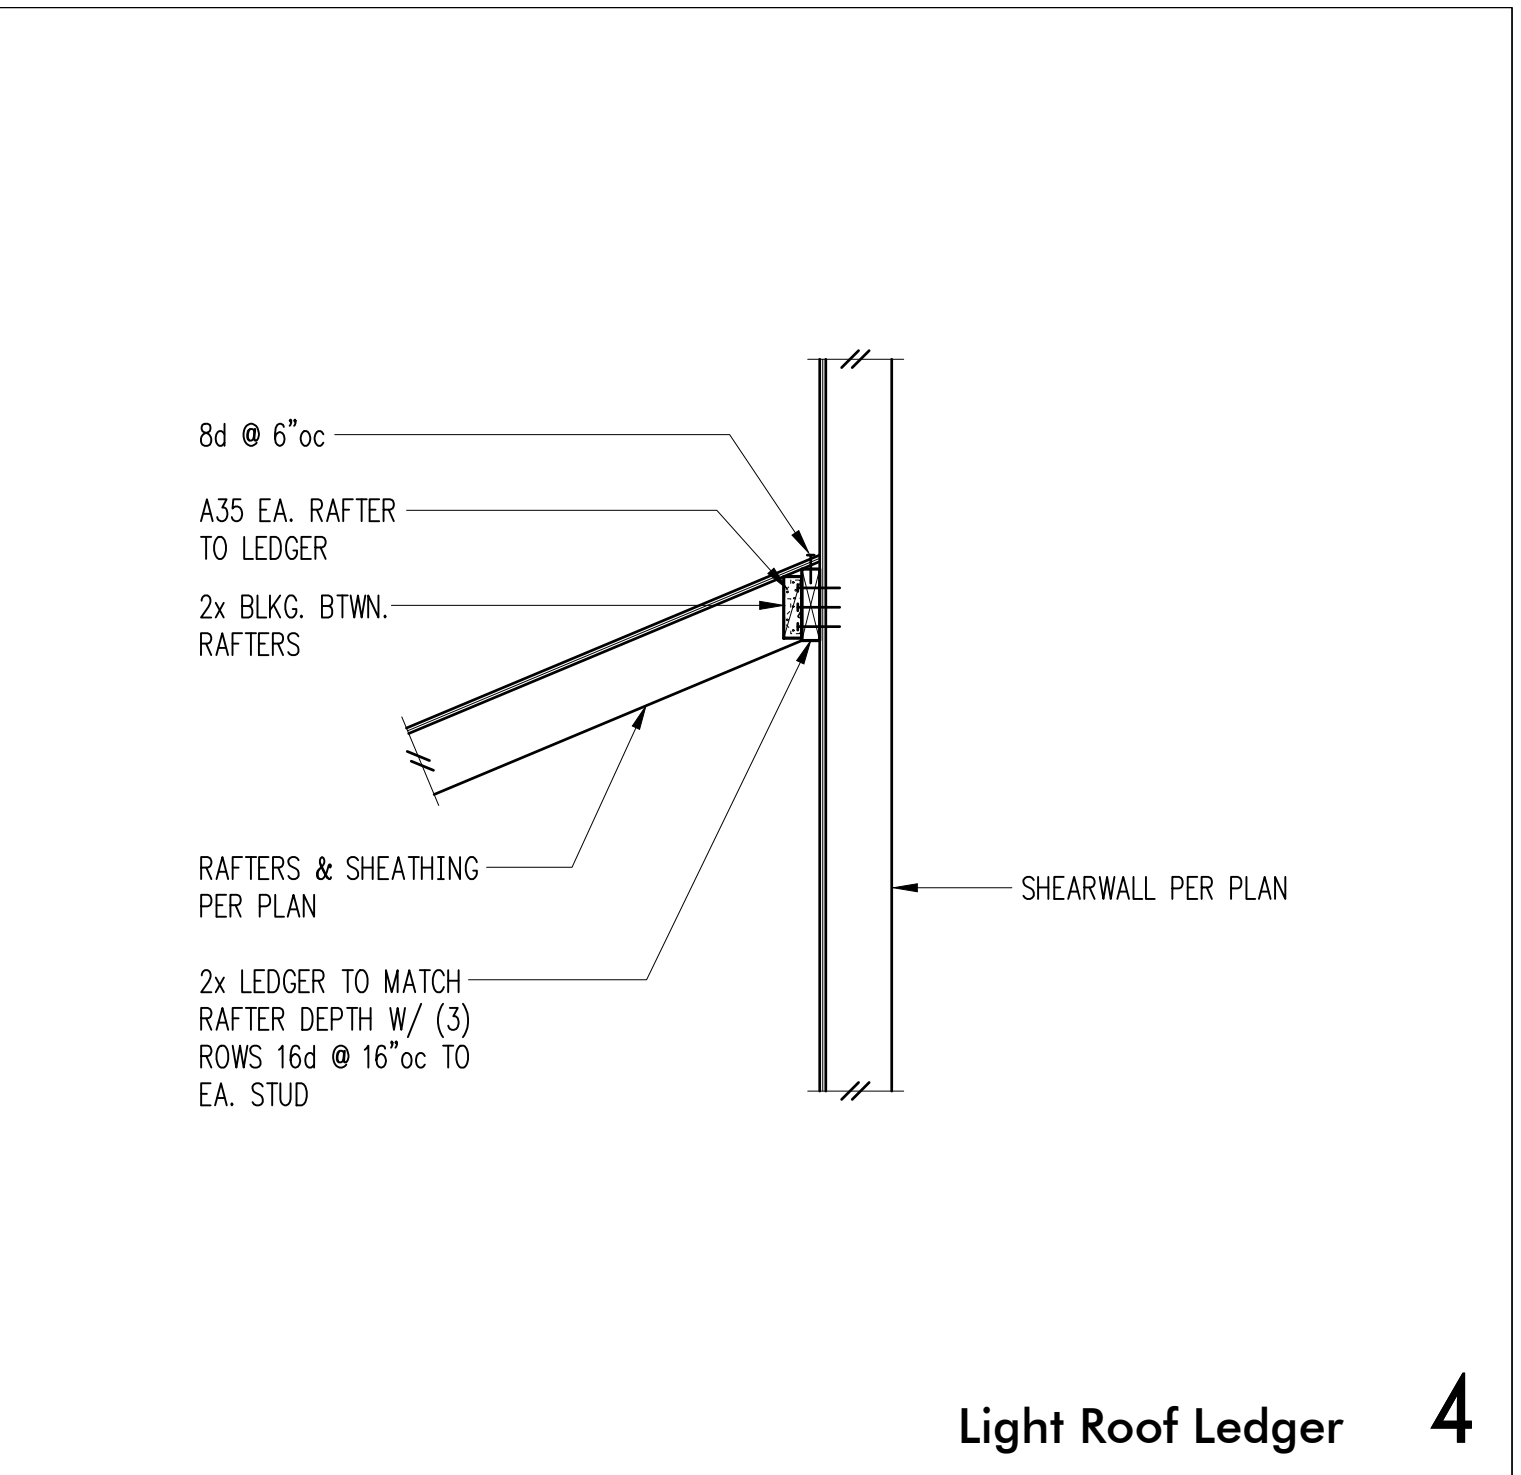 8d @ 6"oc
A35 EA. RAFTER
TO LEDGER
2x BLKG. BTWN.
RAFTERS
RAFTERS & SHEATHING
PER PLAN
2x LEDGER TO MATCH
RAFTER DEPTH W/ (3)
ROWS 16d @ 16"oc TO
EA. STUD
SHEARWALL PER PLAN
Light Roof Ledger 4